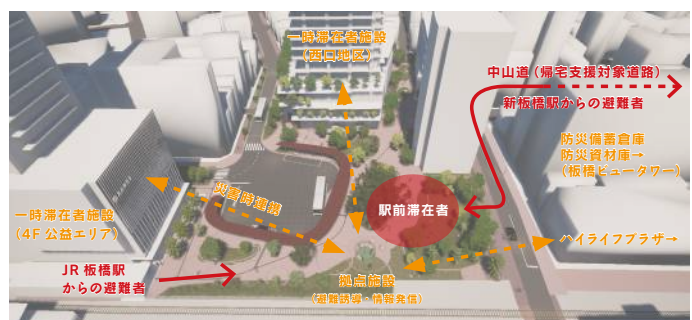 一時滞在者施設
(西口地区)
中山道(帰宅支援対象道路)
新板橋駅からの避難者
防災備蓄倉庫
防災資材庫→
(板橋ビュータワー)
災害時連携
駅前滞在者
一時滞在者施設
(4F 公益エリア)
ハイライフプラザ→
JR 板橋駅
からの避難者
拠点施設
(避難誘導・情報発信)